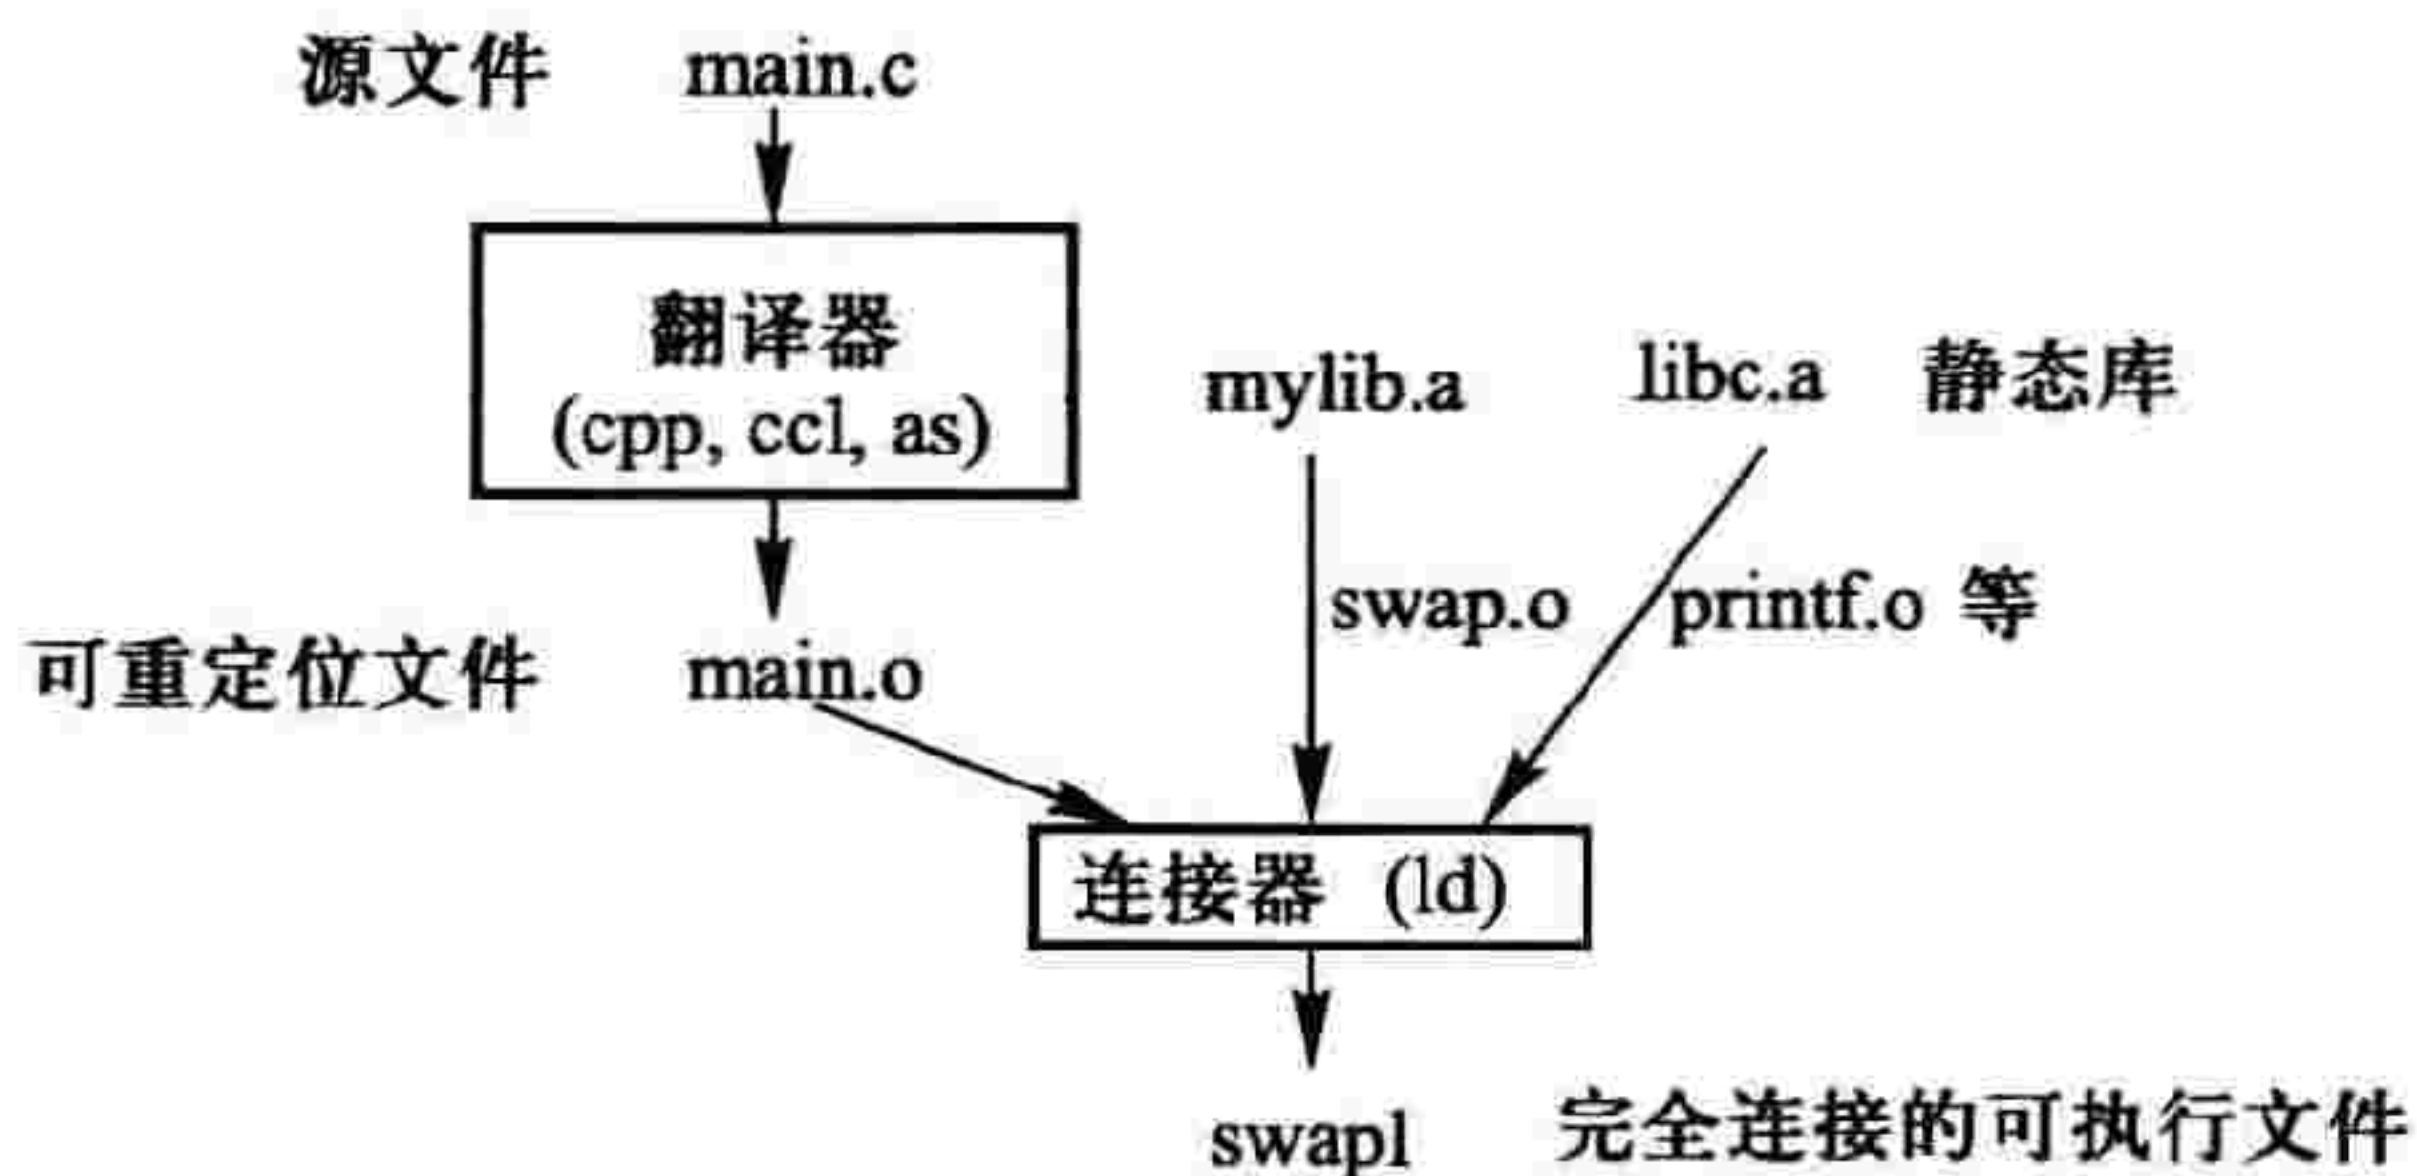 源文件 main.c
翻译器
(cpp, ccl, as)
mylib.a libc.a 静态库
swap.o printf.o 等
可重定位文件 main.o
连接器 (ld)
swapl 完全连接的可执行文件